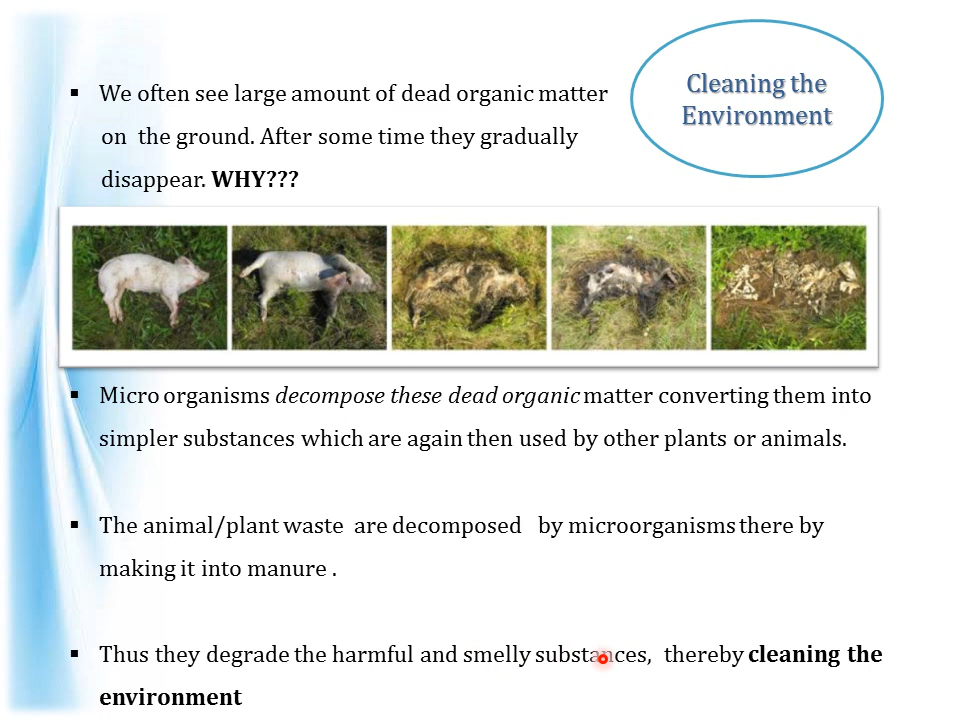 Cleaning the
Environment
▪ We often see large amount of dead organic matter
on the ground. After some time they gradually
disappear. WHY???
▪ Micro organisms decompose these dead organic matter converting them into
simpler substances which are again then used by other plants or animals.
▪ The animal/plant waste are decomposed by microorganisms there by
making it into manure .
▪ Thus they degrade the harmful and smelly substances, thereby cleaning the
environment